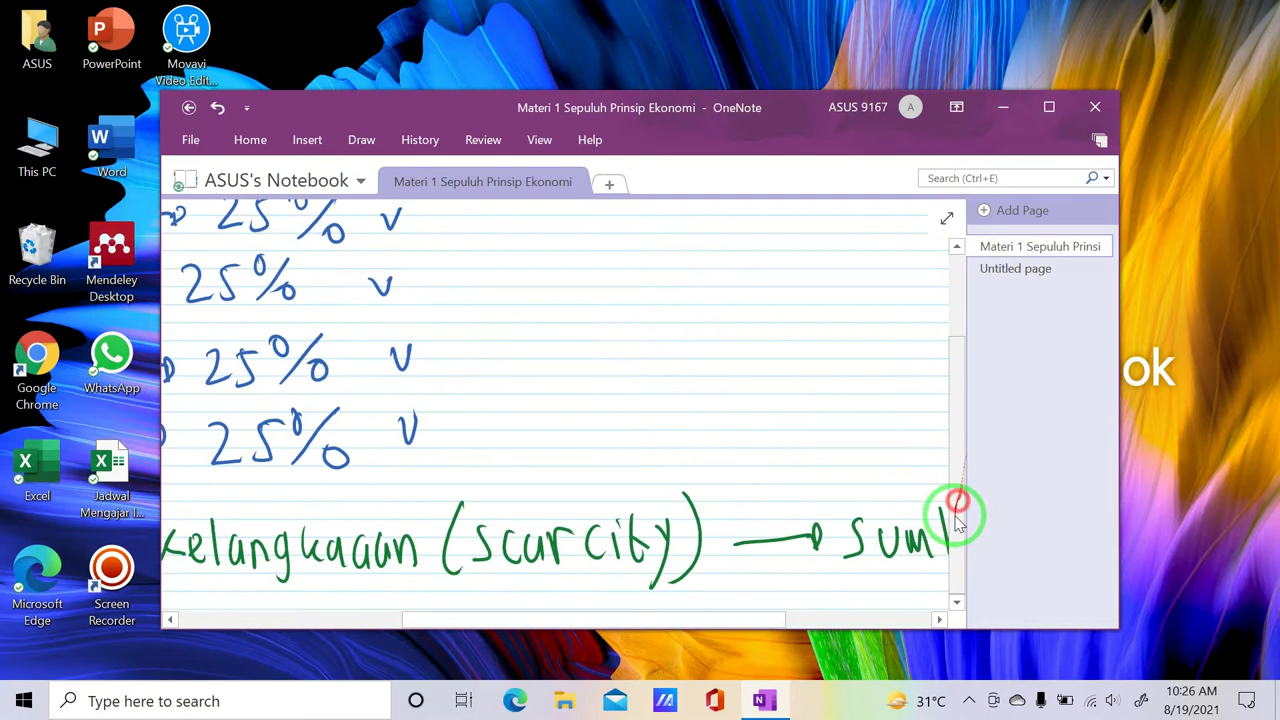 ASUS
PowerPoint
Movavi
Video Edit...
This PC
Word
Recycle Bin
Mendeley
Desktop
Google
Chrome
WhatsApp
Excel
Jadwal
Mengajar I...
Microsoft
Edge
Screen
Recorder
Materi 1 Sepuluh Prinsip Ekonomi - OneNote
ASUS 9167
A
File Home Insert Draw History Review View Help
ASUS's Notebook
Materi 1 Sepuluh Prinsip Ekonomi
Search (Ctrl+E)
Add Page
Materi 1 Sepuluh Prinsi
Untitled page
25% v
25% v
25% v
25% v
kelangkaaan (scarcity) → sum
ok
Type here to search
31°C
10:26 AM
8/19/2021